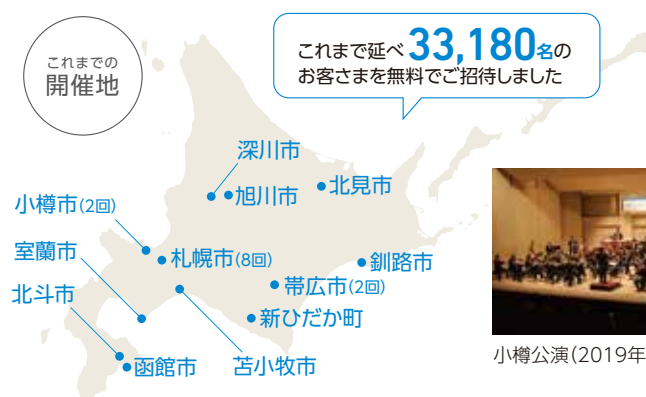 これまでの
開催地
これまで延べ33,180名の
お客さまを無料でご招待しました
深川市
旭川市
北見市
小樽市(2回)
札幌市(8回)
室蘭市
釧路市
帯広市(2回)
北斗市
新ひだか町
函館市
苫小牧市
小樽公演(2019年